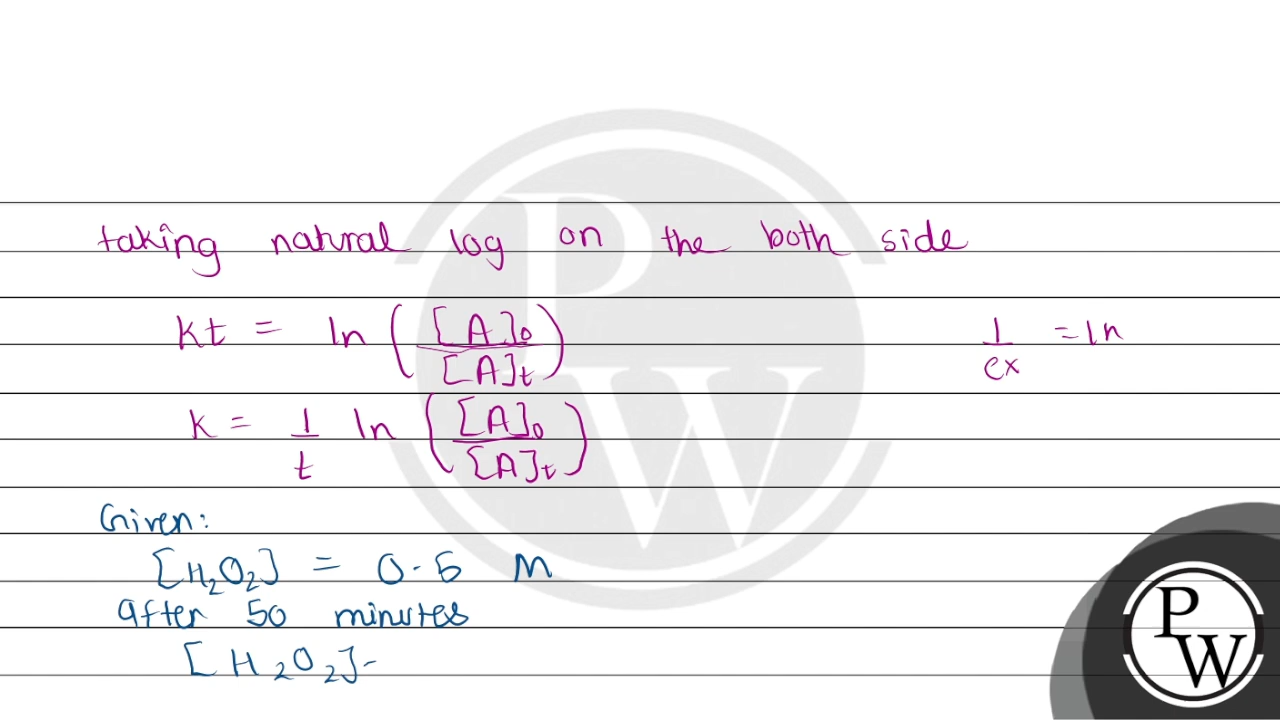 taking natural log on the both side
kt = ln ([A]₀/[A]t)
1/ex = ln
k = 1/t ln ([A]₀/[A]t)
Given:
[H₂O₂] = 0.5 M
after 50 minutes
[H₂O₂]-
P
W